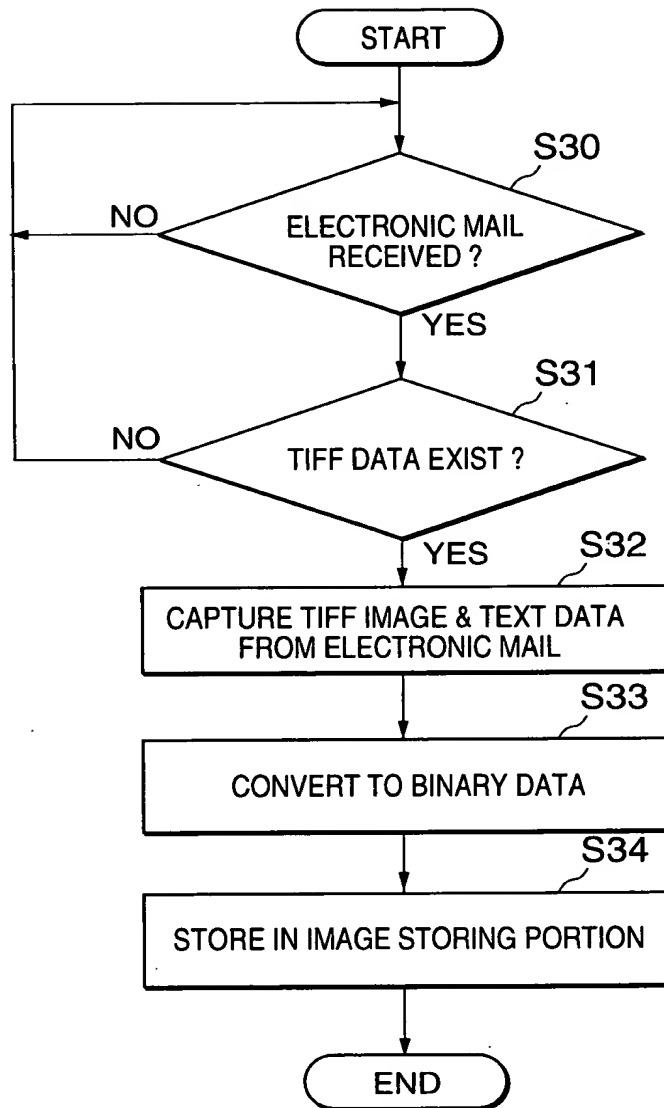 START
S30
NO
ELECTRONIC MAIL
RECEIVED ?
YES
S31
NO
TIFF DATA EXIST ?
YES
S32
CAPTURE TIFF IMAGE & TEXT DATA
FROM ELECTRONIC MAIL
S33
CONVERT TO BINARY DATA
S34
STORE IN IMAGE STORING PORTION
END